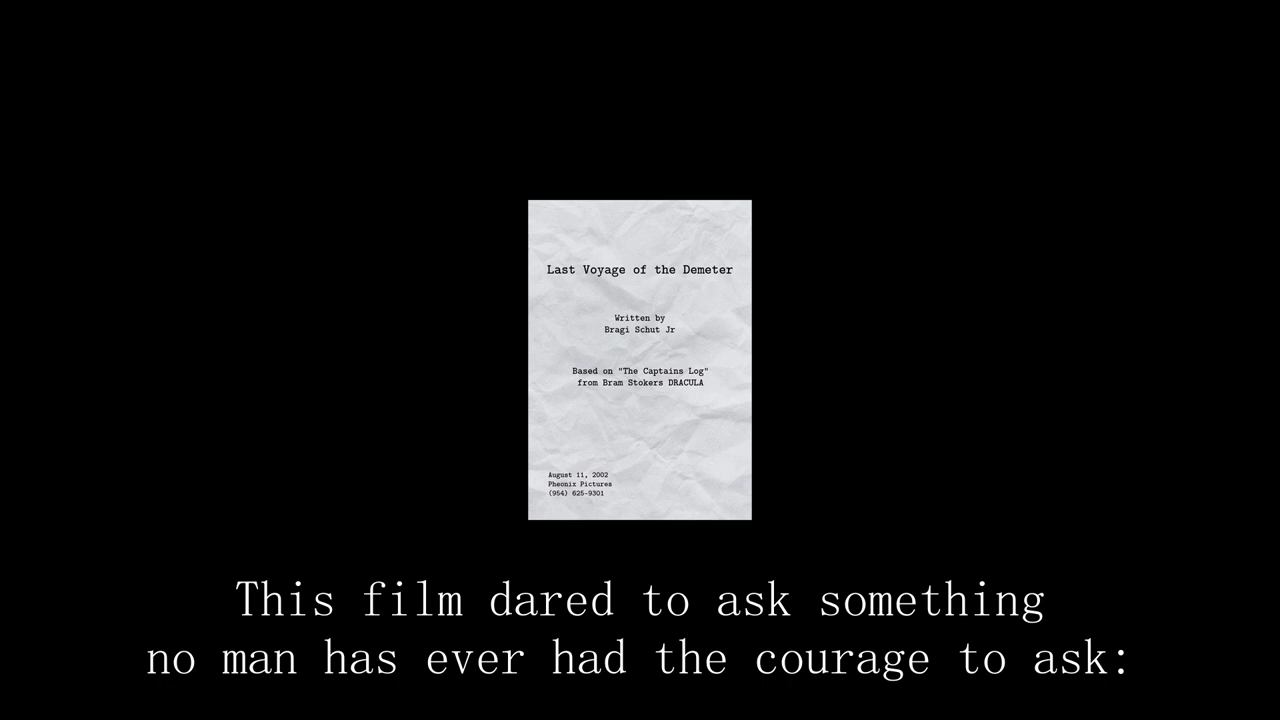 Last Voyage of the Demeter
Written by
Bragi Schut Jr
Based on "The Captains Log"
from Bram Stokers DRACULA
August 11, 2002
Pheonix Pictures
(954) 625-9301
This film dared to ask something
no man has ever had the courage to ask: